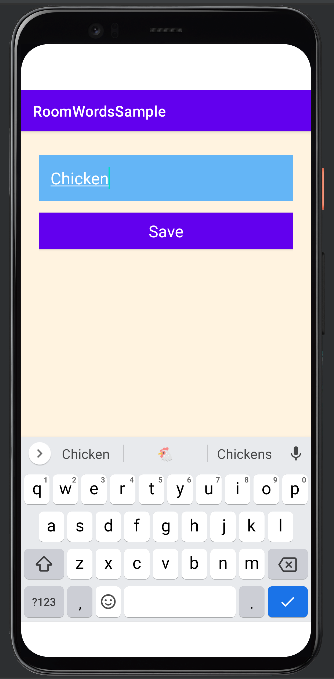 RoomWordsSample
Chicken
Save
Chicken Chickens
q1 w2 e3 r4 t5 y6 u7 i8 o9 p0
a s d f g h j k l
z x c v b n m
?123 , .